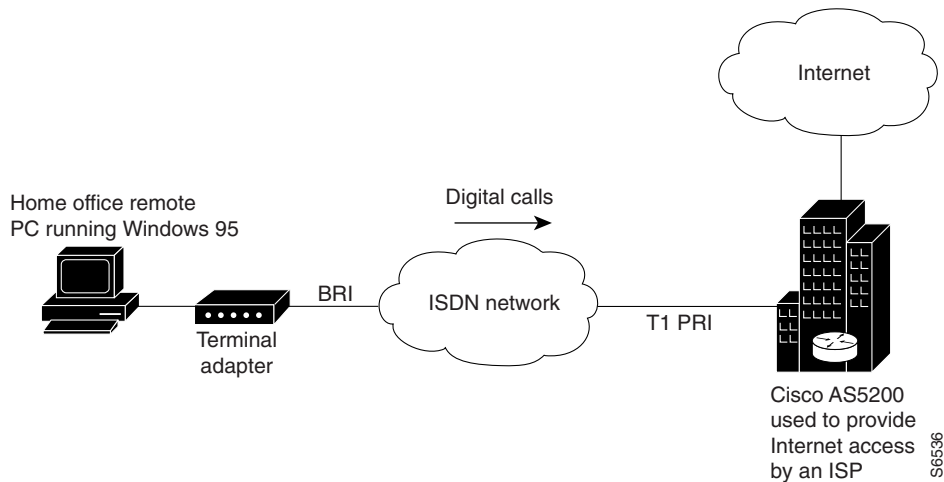 Internet
Home office remote
PC running Windows 95
Digital calls
BRI
ISDN network
T1 PRI
Terminal
adapter
Cisco AS5200
used to provide
Internet access
by an ISP
S6536